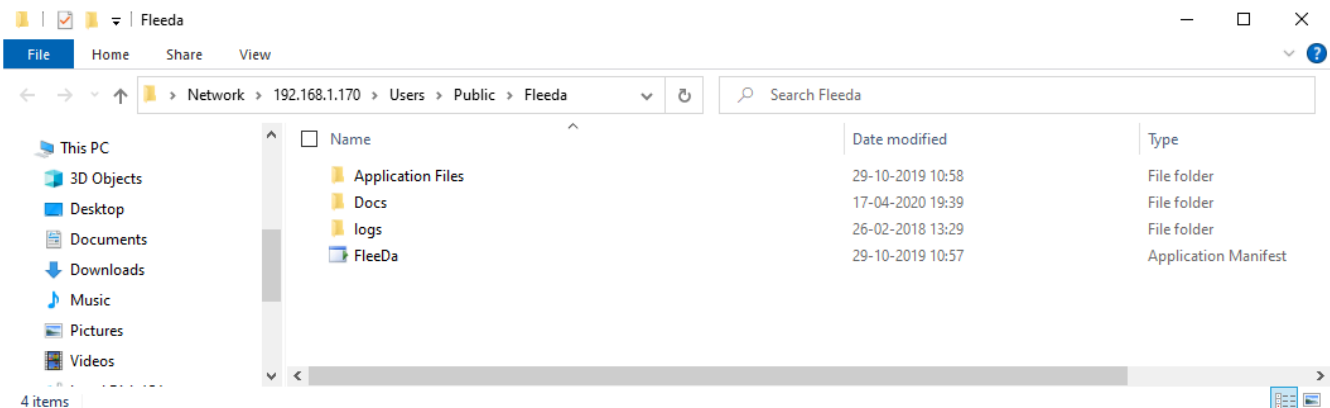 Fleeda
File Home Share View
Network > 192.168.1.170 > Users > Public > Fleeda
Search Fleeda
This PC
3D Objects
Desktop
Documents
Downloads
Music
Pictures
Videos
Name Date modified Type
Application Files 29-10-2019 10:58 File folder
Docs 17-04-2020 19:39 File folder
logs 26-02-2018 13:29 File folder
FleeDa 29-10-2019 10:57 Application Manifest
4 items